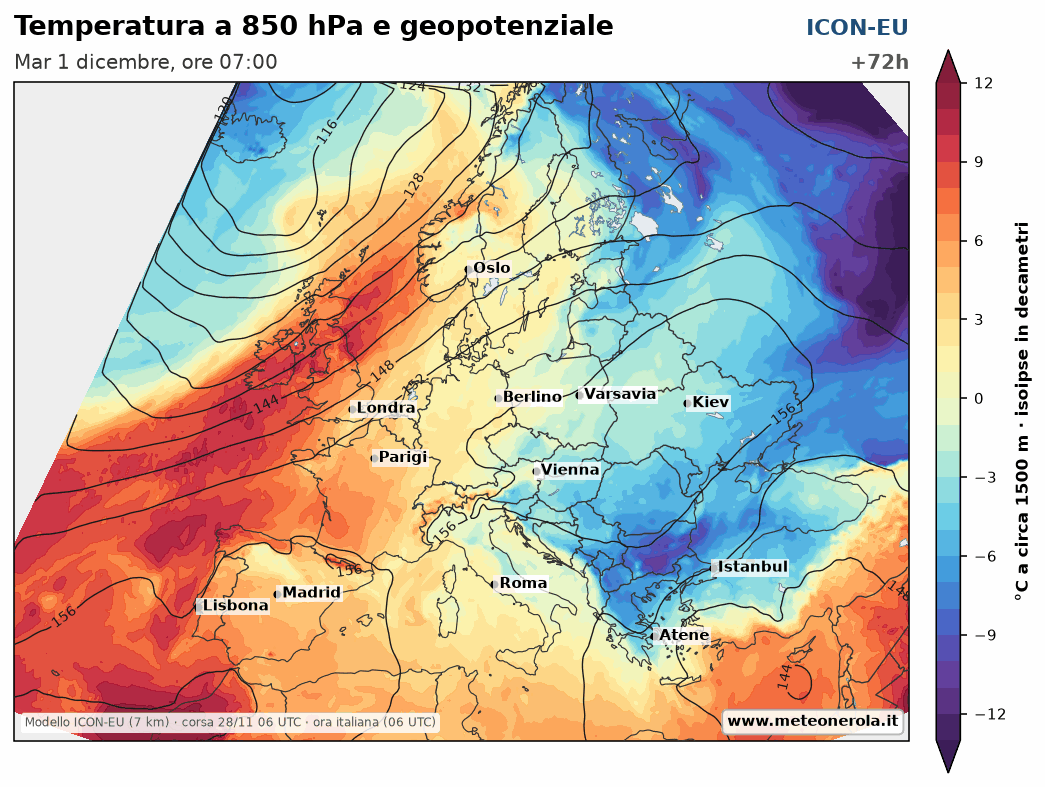 Temperatura a 850 hPa e geopotenziale
ICON-EU
Mar 1 dicembre, ore 07:00
+72h
120
124
132
116
128
Oslo
148
152
144
Londra
Berlino
Varsavia
Kiev
156
Parigi
Vienna
156
156
Istanbul
Roma
Madrid
Lisbona
156
148
Atene
144
Modello ICON-EU (7 km) · corsa 28/11 06 UTC · ora italiana (06 UTC)
www.meteonerola.it
12
9
6
3
0
−3
−6
−9
−12
°C a circa 1500 m · isoipse in decametri